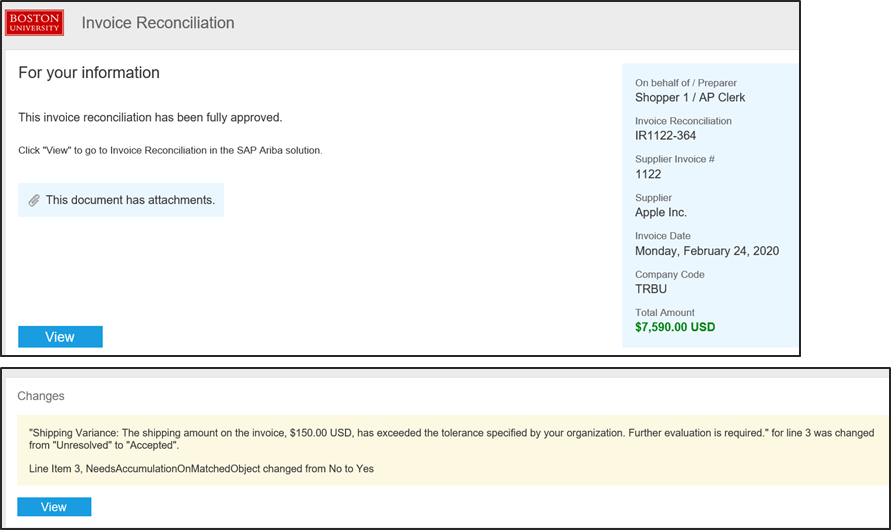 BOSTON
UNIVERSITY
Invoice Reconciliation
For your information
This invoice reconciliation has been fully approved.
Click "View" to go to Invoice Reconciliation in the SAP Ariba solution.
This document has attachments.
View
On behalf of / Preparer
Shopper 1 / AP Clerk
Invoice Reconciliation
IR1122-364
Supplier Invoice #
1122
Supplier
Apple Inc.
Invoice Date
Monday, February 24, 2020
Company Code
TRBU
Total Amount
$7,590.00 USD
Changes
"Shipping Variance: The shipping amount on the invoice, $150.00 USD, has exceeded the tolerance specified by your organization. Further evaluation is required." for line 3 was changed
from "Unresolved" to "Accepted".
Line Item 3, NeedsAccumulationOnMatchedObject changed from No to Yes
View